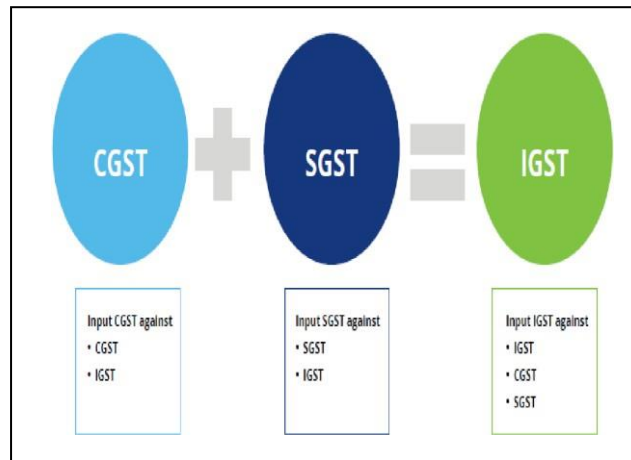 CGST
SGST
IGST
Input CGST against
• CGST
• IGST
Input SGST against
• SGST
• IGST
Input IGST against
• IGST
• CGST
• SGST